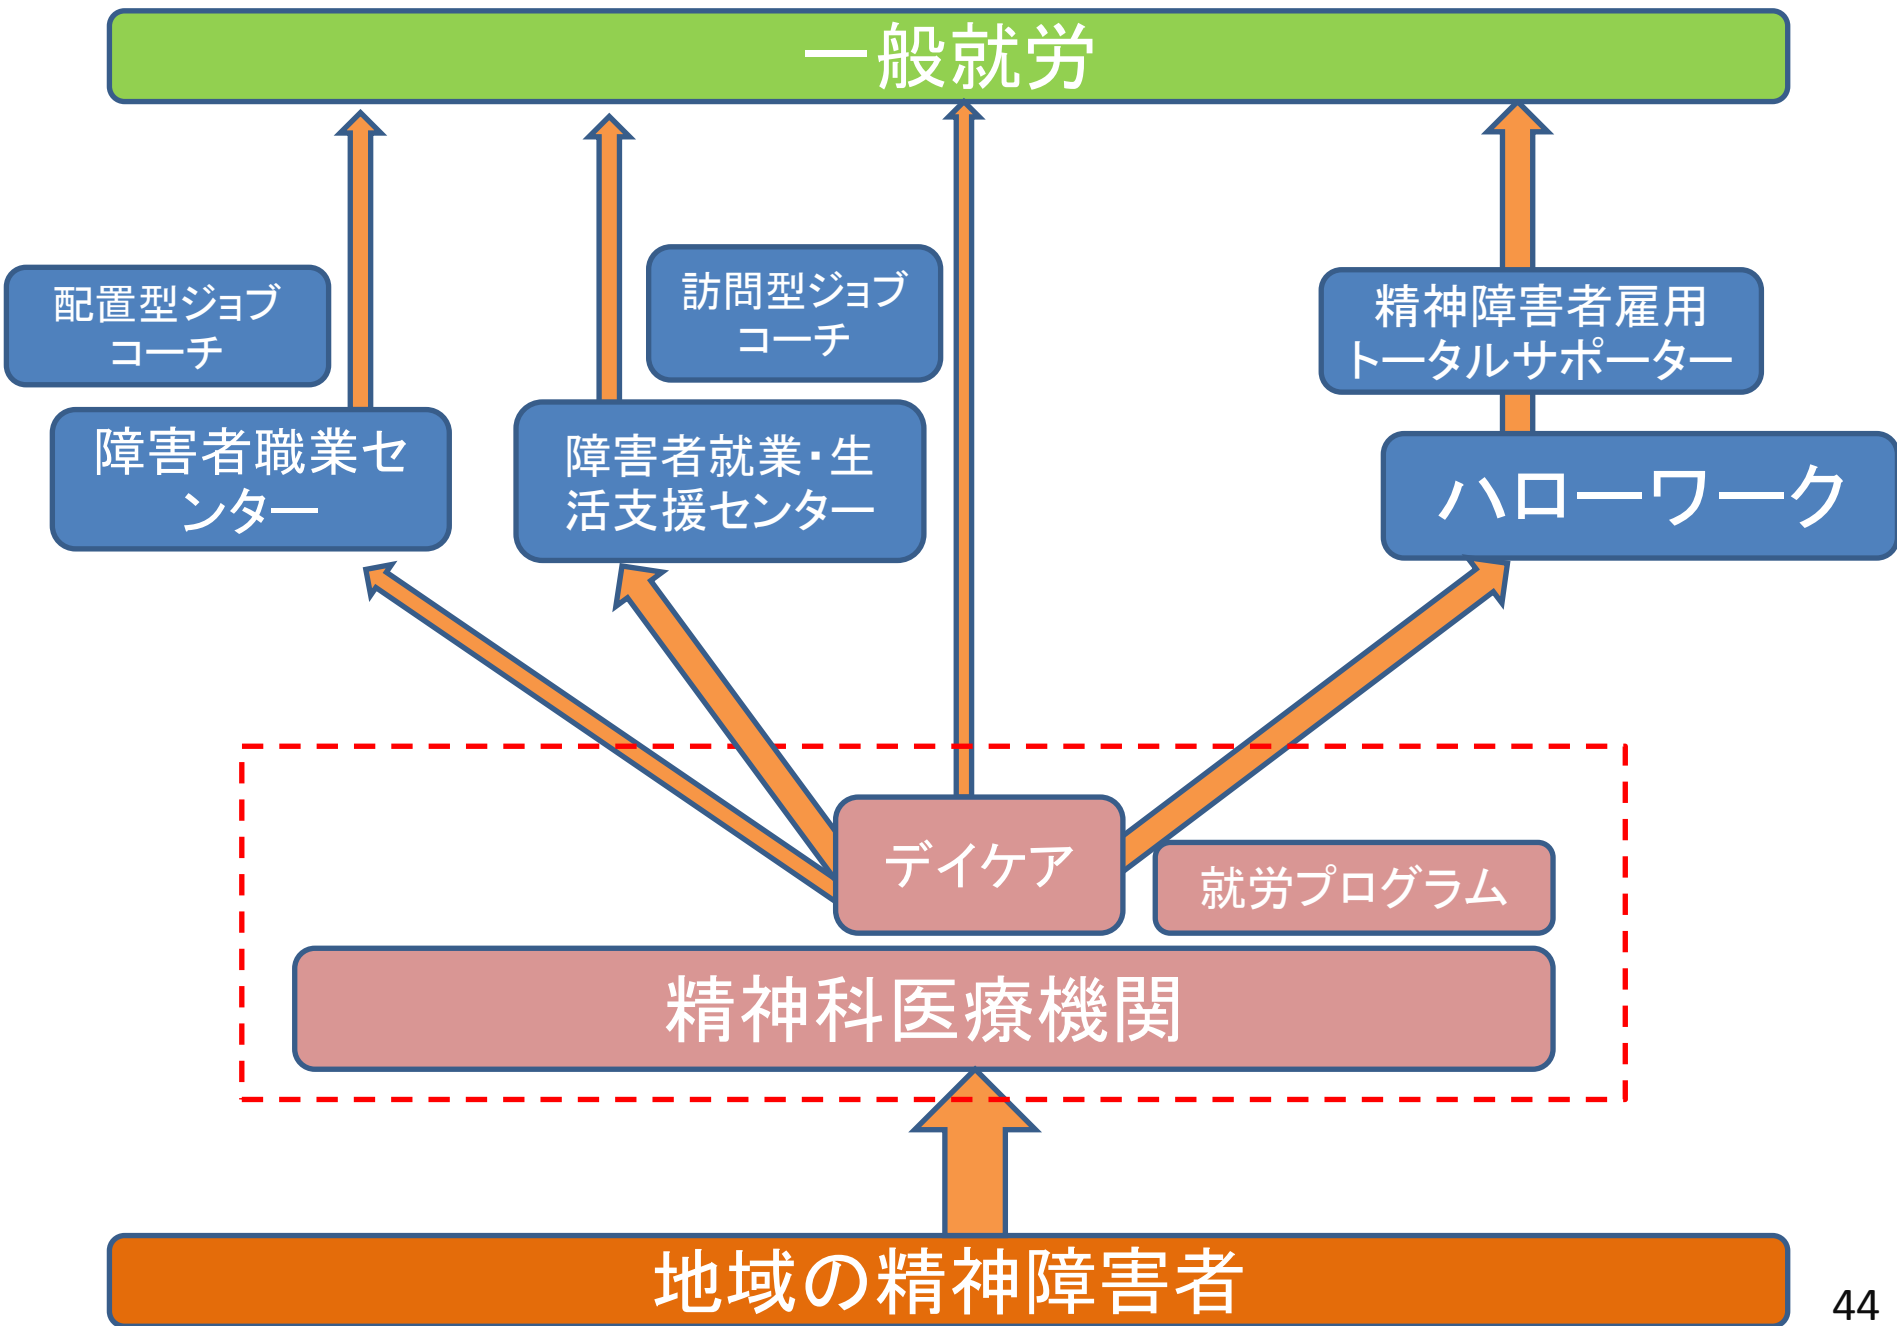 一般就労
配置型ジョブ
コーチ
訪問型ジョブ
コーチ
精神障害者雇用
トータルサポーター
障害者職業セ
ンター
障害者就業・生
活支援センター
ハローワーク
デイケア
就労プログラム
精神科医療機関
地域の精神障害者
44